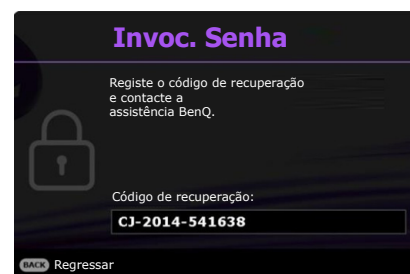 Invoc. Senha
Registe o código de recuperação
e contacte a
assistência BenQ.
Código de recuperação:
CJ-2014-541638
BACK Regressar